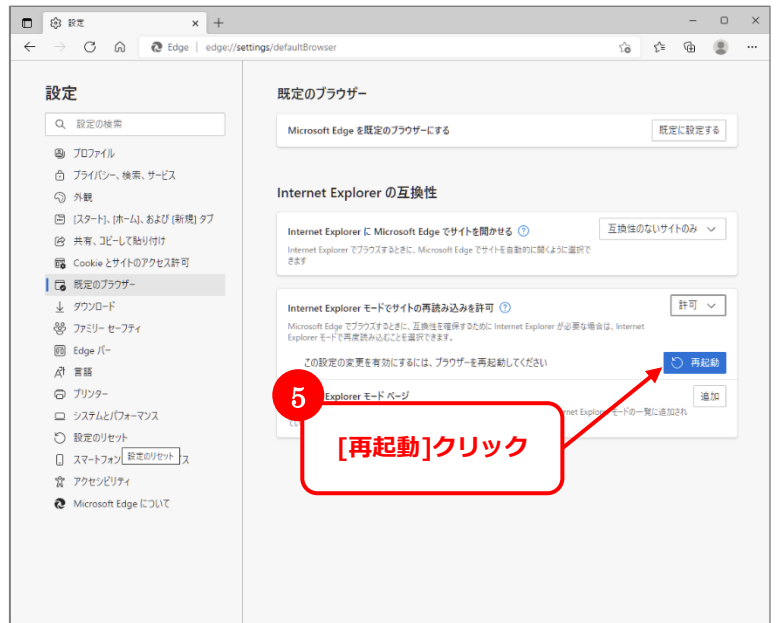 設定
Edge | edge://settings/defaultBrowser
設定
設定の検索
プロファイル
プライバシー、検索、サービス
外観
[スタート]、[ホーム]、および [新規] タブ
共有、コピーして貼り付け
Cookie とサイトのアクセス許可
既定のブラウザー
ダウンロード
ファミリー セーフティ
Edge バー
言語
プリンター
システムとパフォーマンス
設定のリセット
スマートフォン
設定のリセット
ス
アクセシビリティ
Microsoft Edge について
既定のブラウザー
Microsoft Edge を既定のブラウザーにする
既定に設定する
Internet Explorer の互換性
Internet Explorer に Microsoft Edge でサイトを開かせる
互換性のないサイトのみ
Internet Explorer でブラウズするときに、Microsoft Edge でサイトを自動的に開くように選択で
きます
Internet Explorer モードでサイトの再読み込みを許可
許可
Microsoft Edge でブラウズするときに、互換性を確保するために Internet Explorer が必要な場合は、Internet
Explorer モードで再度読み込むことを選択できます。
この設定の変更を有効にするには、ブラウザーを再起動してください
再起動
Explorer モード ページ
追加
rnet Explorer モードの一覧に追加され
5
[再起動]クリック